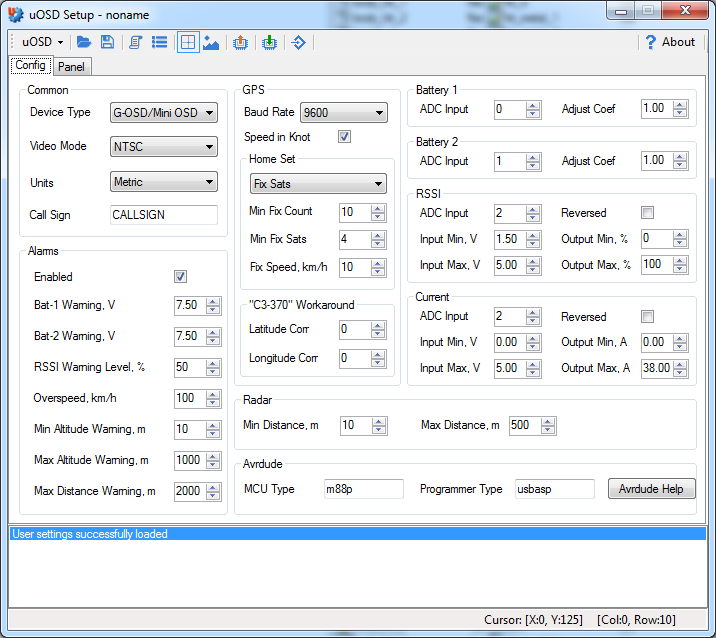 uOSD Setup - noname
uOSD About
Config Panel
Common
Device Type G-OSD/Mini OSD
Video Mode NTSC
Units Metric
Call Sign CALLSIGN
Alarms
Enabled
Bat-1 Warning, V 7.50
Bat-2 Warning, V 7.50
RSSI Warning Level, % 50
Overspeed, km/h 100
Min Altitude Warning, m 10
Max Altitude Warning, m 1000
Max Distance Warning, m 2000
GPS
Baud Rate 9600
Speed in Knot
Home Set
Fix Sats
Min Fix Count 10
Min Fix Sats 4
Fix Speed, km/h 10
"C3-370" Workaround
Latitude Corr 0
Longitude Corr 0
Battery 1
ADC Input 0 Adjust Coef 1.00
Battery 2
ADC Input 1 Adjust Coef 1.00
RSSI
ADC Input 2 Reversed
Input Min, V 1.50 Output Min, % 0
Input Max, V 5.00 Output Max, % 100
Current
ADC Input 2 Reversed
Input Min, V 0.00 Output Min, A 0.00
Input Max, V 5.00 Output Max, A 38.00
Radar
Min Distance, m 10 Max Distance, m 500
Avrdude
MCU Type m88p Programmer Type usbasp Avrdude Help
User settings successfully loaded
Cursor: [X:0, Y:125] [Col:0, Row:10]